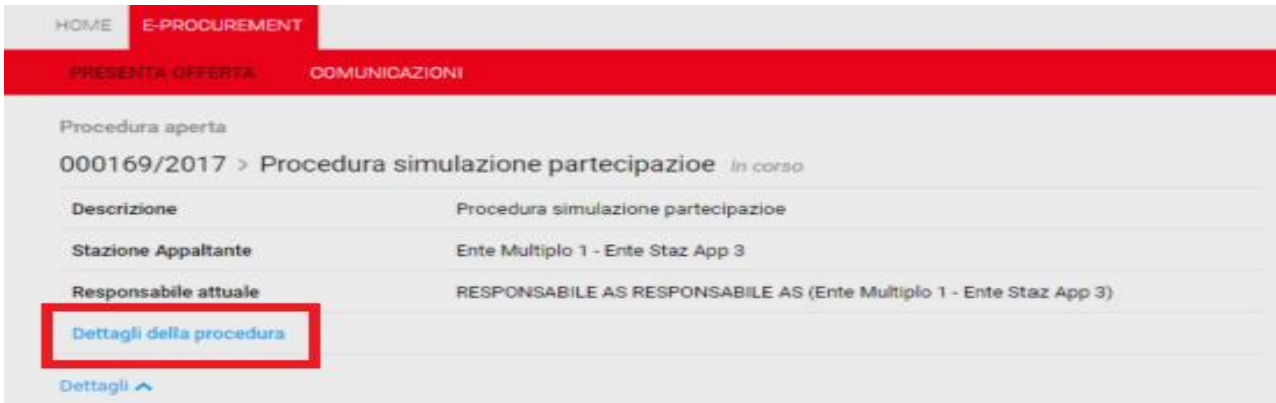 HOME E-PROCUREMENT
PRESENTA OFFERTA COMUNICAZIONI
Procedura aperta
000169/2017 > Procedura simulazione partecipazioe In corso
Descrizione Procedura simulazione partecipazioe
Stazione Appaltante Ente Multiplo 1 - Ente Staz App 3
Responsabile attuale RESPONSABILE AS RESPONSABILE AS (Ente Multiplo 1 - Ente Staz App 3)
Dettagli della procedura
Dettagli